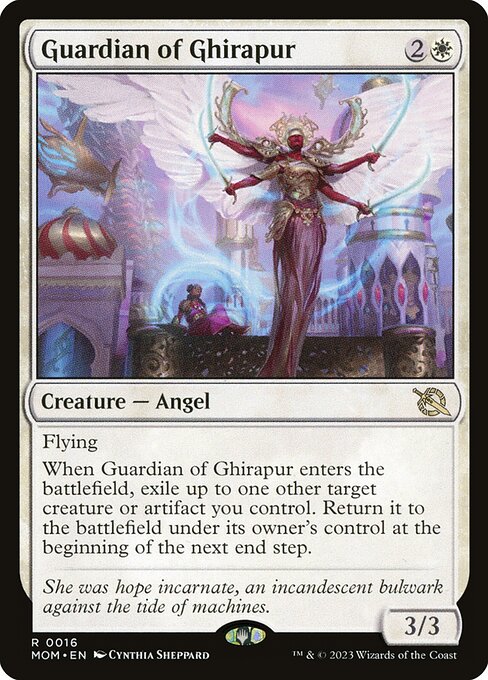 Guardian of Ghirapur 2
Creature — Angel
Flying
When Guardian of Ghirapur enters the
battlefield, exile up to one other target
creature or artifact you control. Return it to
the battlefield under its owner's control at the
beginning of the next end step.
She was hope incarnate, an incandescent bulwark
against the tide of machines.
3/3
R 0016
MOM • EN Cynthia Sheppard
™ & © 2023 Wizards of the Coast